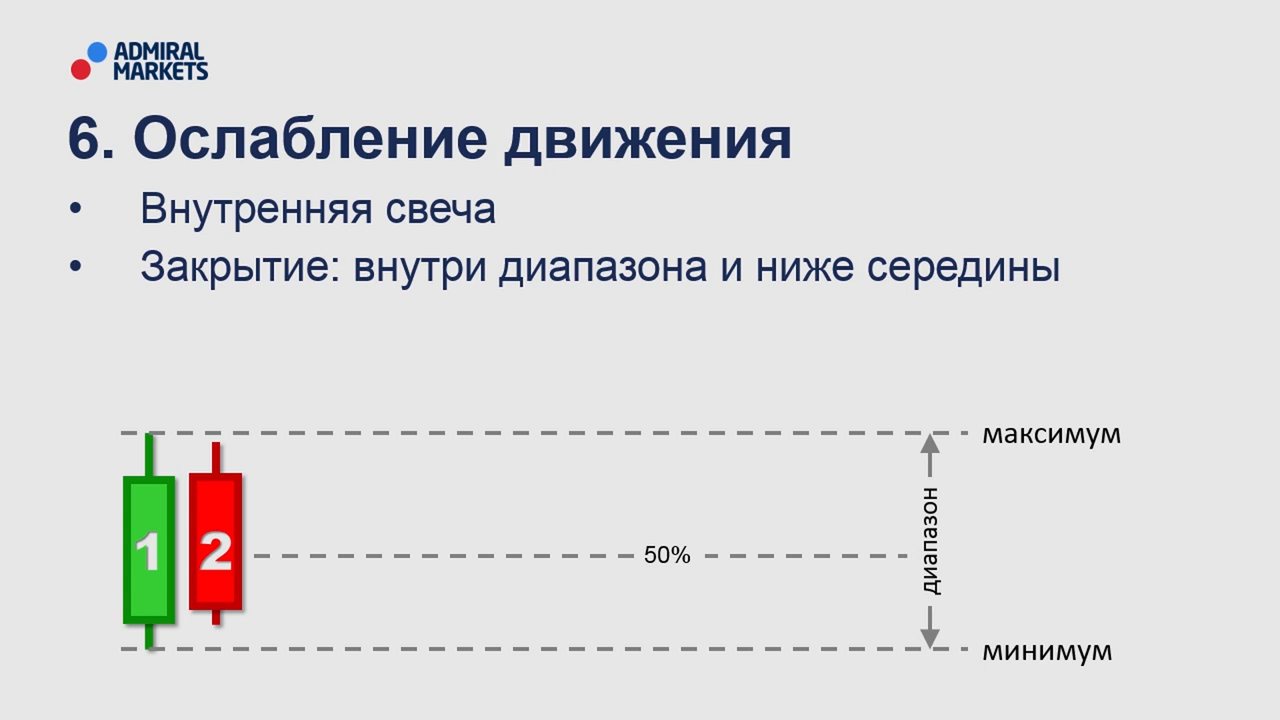 ADMIRAL
MARKETS
6. Ослабление движения
• Внутренняя свеча
• Закрытие: внутри диапазона и ниже середины
максимум
1
2
50%
диапазон
минимум